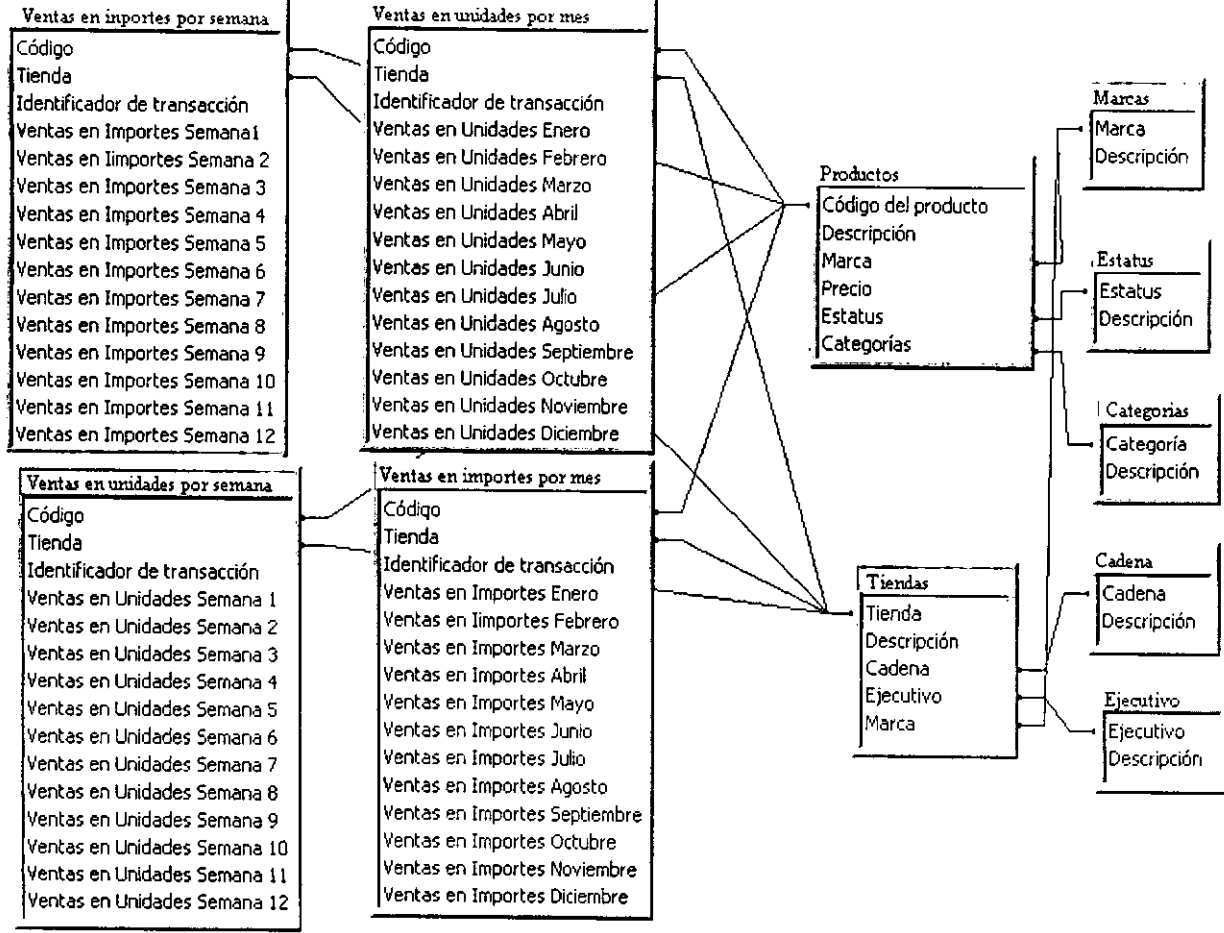 Ventas en inportes por semana
Código
Tienda
Identificador de transacción
Ventas en Importes Semana1
Ventas en Iimportes Semana 2
Ventas en Importes Semana 3
Ventas en Importes Semana 4
Ventas en Importes Semana 5
Ventas en Importes Semana 6
Ventas en Importes Semana 7
Ventas en Importes Semana 8
Ventas en Importes Semana 9
Ventas en Importes Semana 10
Ventas en Importes Semana 11
Ventas en Importes Semana 12
Ventas en unidades por mes
Código
Tienda
Identificador de transacción
Ventas en Unidades Enero
Ventas en Unidades Febrero
Ventas en Unidades Marzo
Ventas en Unidades Abril
Ventas en Unidades Mayo
Ventas en Unidades Junio
Ventas en Unidades Julio
Ventas en Unidades Agosto
Ventas en Unidades Septiembre
Ventas en Unidades Octubre
Ventas en Unidades Noviembre
Ventas en Unidades Diciembre
Ventas en unidades por semana
Código
Tienda
Identificador de transacción
Ventas en Unidades Semana 1
Ventas en Unidades Semana 2
Ventas en Unidades Semana 3
Ventas en Unidades Semana 4
Ventas en Unidades Semana 5
Ventas en Unidades Semana 6
Ventas en Unidades Semana 7
Ventas en Unidades Semana 8
Ventas en Unidades Semana 9
Ventas en Unidades Semana 10
Ventas en Unidades Semana 11
Ventas en Unidades Semana 12
Ventas en importes por mes
Código
Tienda
Identificador de transacción
Ventas en Importes Enero
Ventas en Iimportes Febrero
Ventas en Importes Marzo
Ventas en Importes Abril
Ventas en Importes Mayo
Ventas en Importes Junio
Ventas en Importes Julio
Ventas en Importes Agosto
Ventas en Importes Septiembre
Ventas en Importes Octubre
Ventas en Importes Noviembre
Ventas en Importes Diciembre
Productos
Código del producto
Descripción
Marca
Precio
Estatus
Categorías
Tiendas
Tienda
Descripción
Cadena
Ejecutivo
Marca
Marcas
Marca
Descripción
Estatus
Estatus
Descripción
Categorias
Categoría
Descripción
Cadena
Cadena
Descripción
Ejecutivo
Ejecutivo
Descripción